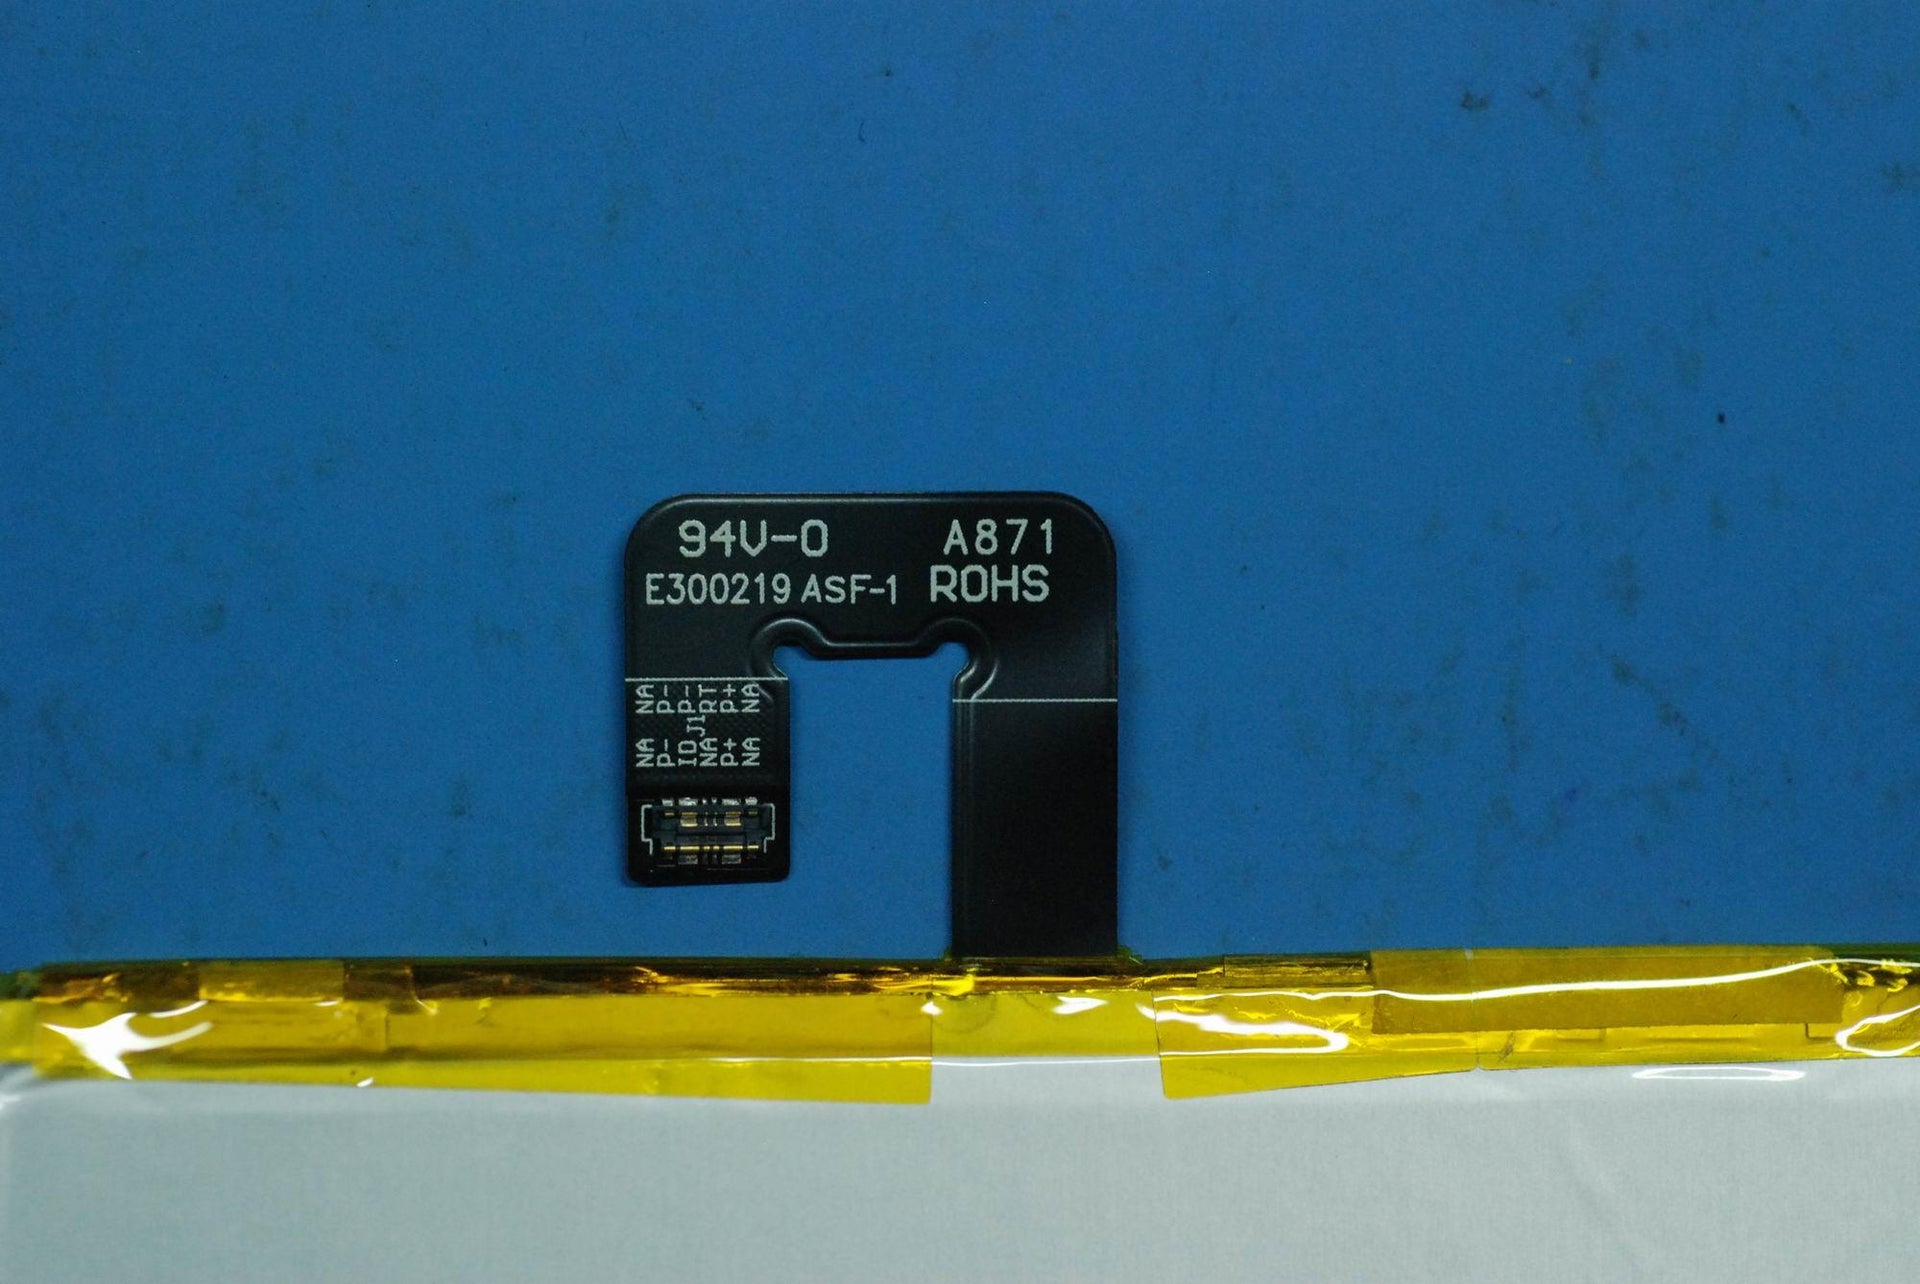 94V-0 A871
E300219 ASF-1 ROHS
NA P- P- RT P+ NA
J1
NA P- ID NA P+ NA